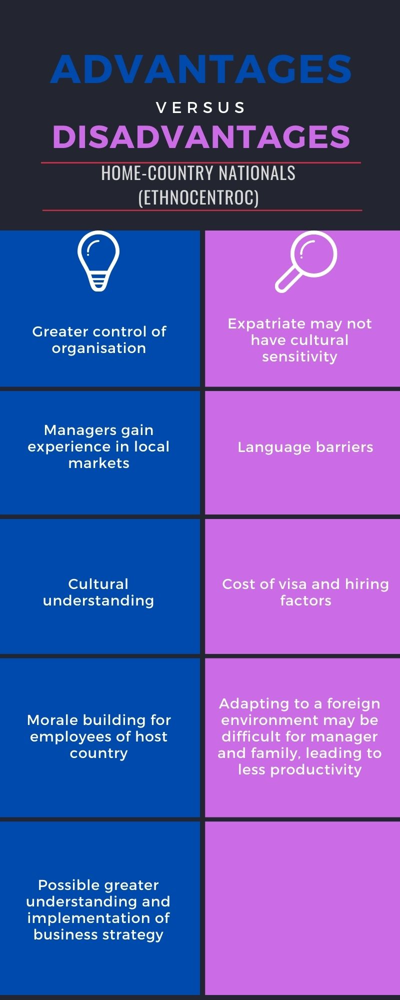 ADVANTAGES
VERSUS
DISADVANTAGES
HOME-COUNTRY NATIONALS
(ETHNOCENTROC)
Greater control of
organisation
Expatriate may not
have cultural
sensitivity
Managers gain
experience in local
markets
Language barriers
Cultural
understanding
Cost of visa and hiring
factors
Morale building for
employees of host
country
Adapting to a foreign
environment may be
difficult for manager
and family, leading to
less productivity
Possible greater
understanding and
implementation of
business strategy